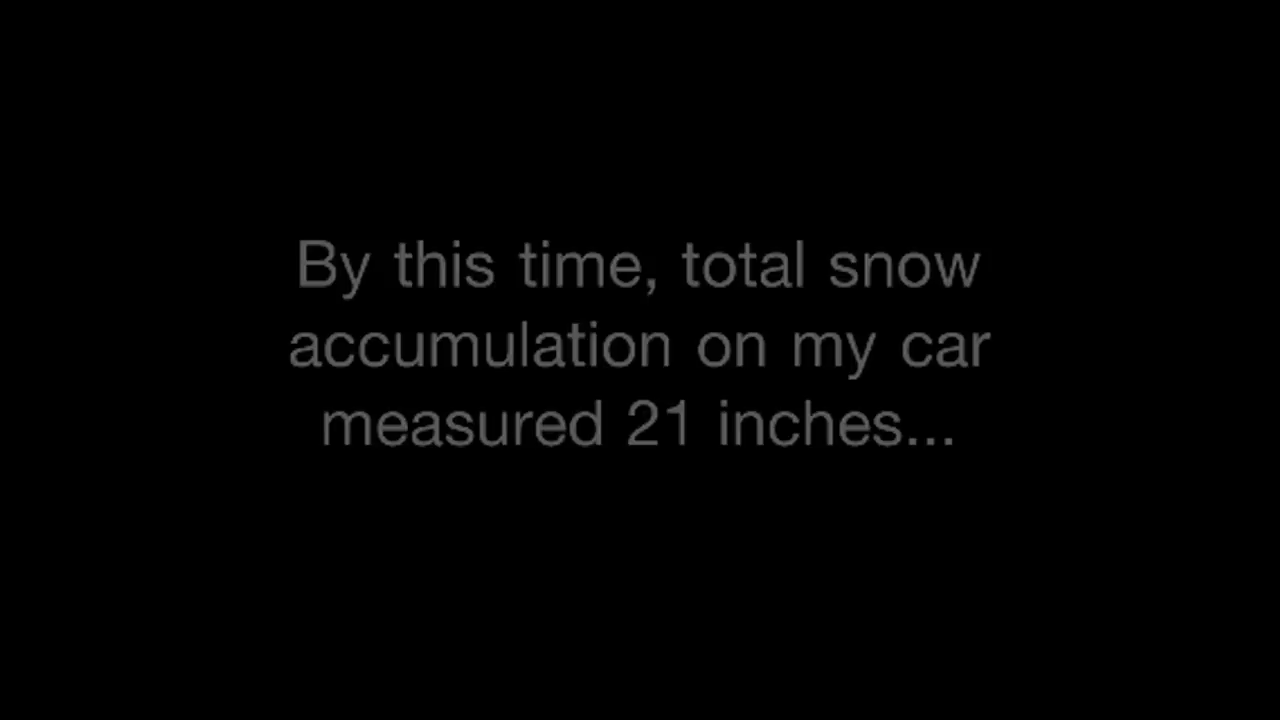 By this time, total snow
accumulation on my car
measured 21 inches...